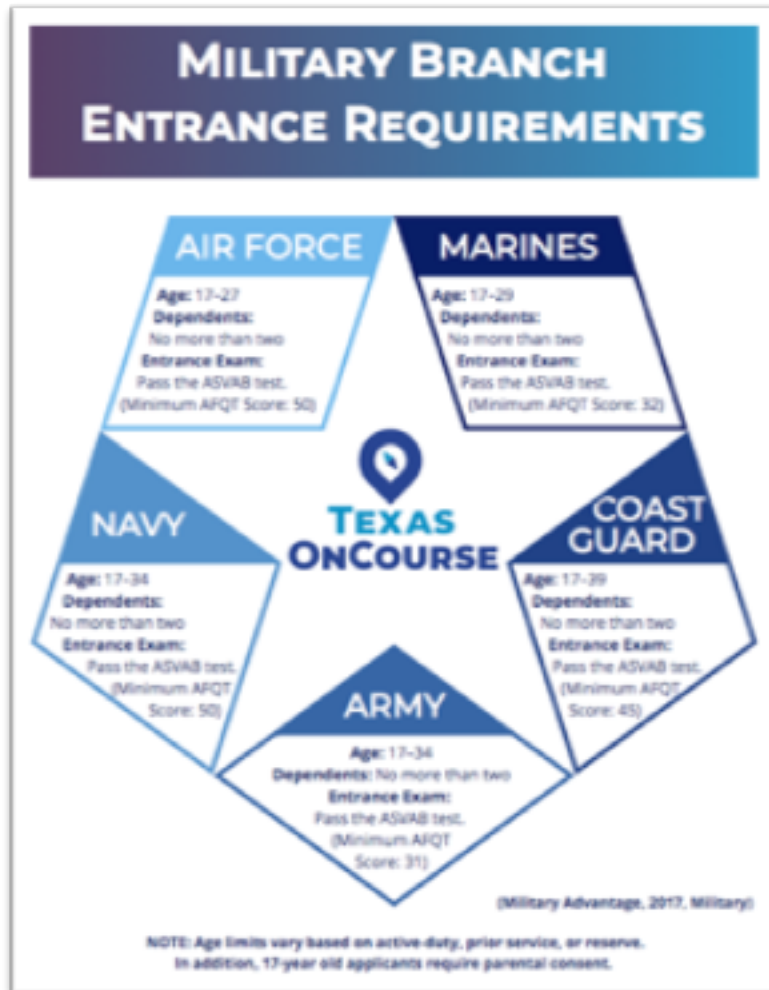 MILITARY BRANCH
ENTRANCE REQUIREMENTS
AIR FORCE
Age: 17–27
Dependents:
No more than two
Entrance Exam:
Pass the ASVAB test.
(Minimum AFQT Score: 50)
MARINES
Age: 17–29
Dependents:
No more than two
Entrance Exam:
Pass the ASVAB test.
(Minimum AFQT Score: 32)
NAVY
Age: 17–34
Dependents:
No more than two
Entrance Exam:
Pass the ASVAB test.
(Minimum AFQT
Score: 50)
TEXAS
ONCOURSE
COAST
GUARD
Age: 17–39
Dependents:
No more than two
Entrance Exam:
Pass the ASVAB test.
(Minimum AFQT
Score: 45)
ARMY
Age: 17–34
Dependents: No more than two
Entrance Exam:
Pass the ASVAB test.
(Minimum AFQT
Score: 31)
(Military Advantage, 2017, Military)
NOTE: Age limits vary based on active-duty, prior service, or reserve.
In addition, 17-year old applicants require parental consent.